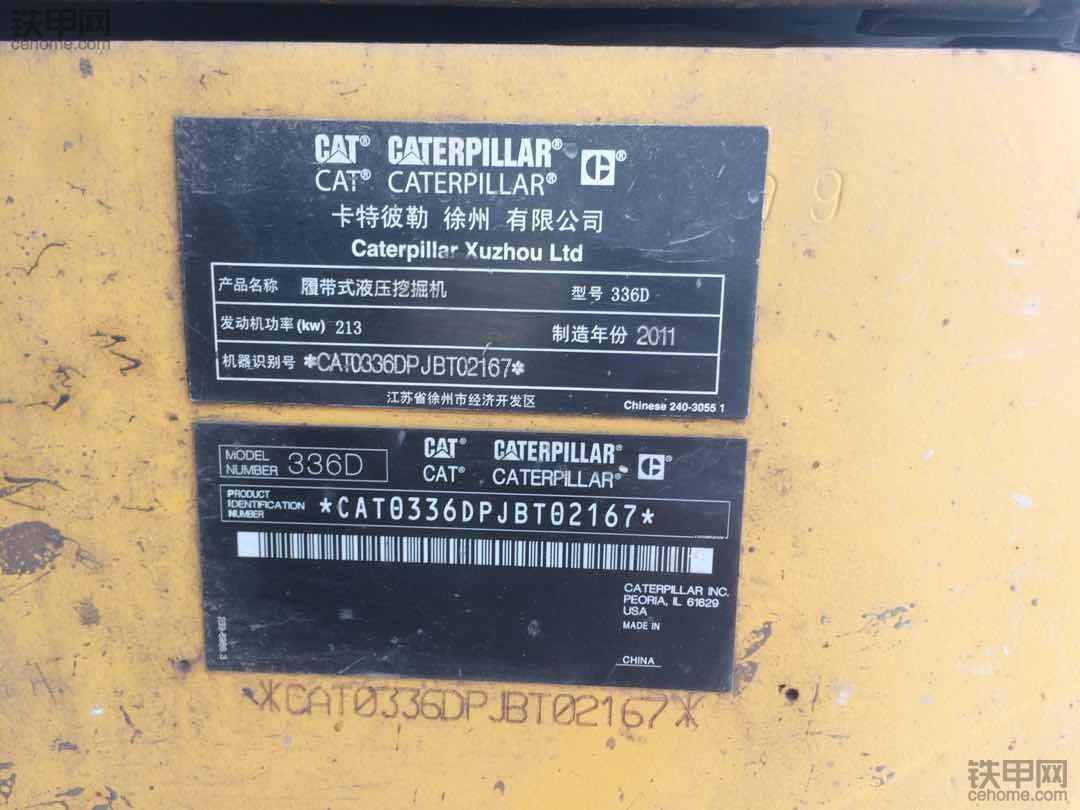 铁甲网
cehome.com
CAT® CATERPILLAR®
CAT® CATERPILLAR®
卡特彼勒 徐州 有限公司
Caterpillar Xuzhou Ltd
产品名称 履带式液压挖掘机 型号 336D
发动机功率(kw) 213 制造年份 2011
机器识别号 *CAT0336DPJBT02167*
江苏省徐州市经济开发区 Chinese 240-3055 1
09
MODEL NUMBER 336D
CAT® CATERPILLAR®
CAT® CATERPILLAR®
PRODUCT IDENTIFICATION NUMBER *CAT0336DPJBT02167*
CATERPILLAR INC.
PEORIA, IL 61629
USA
MADE IN
CHINA
*CAT0336DPJBT02167*
铁甲网
cehome.com